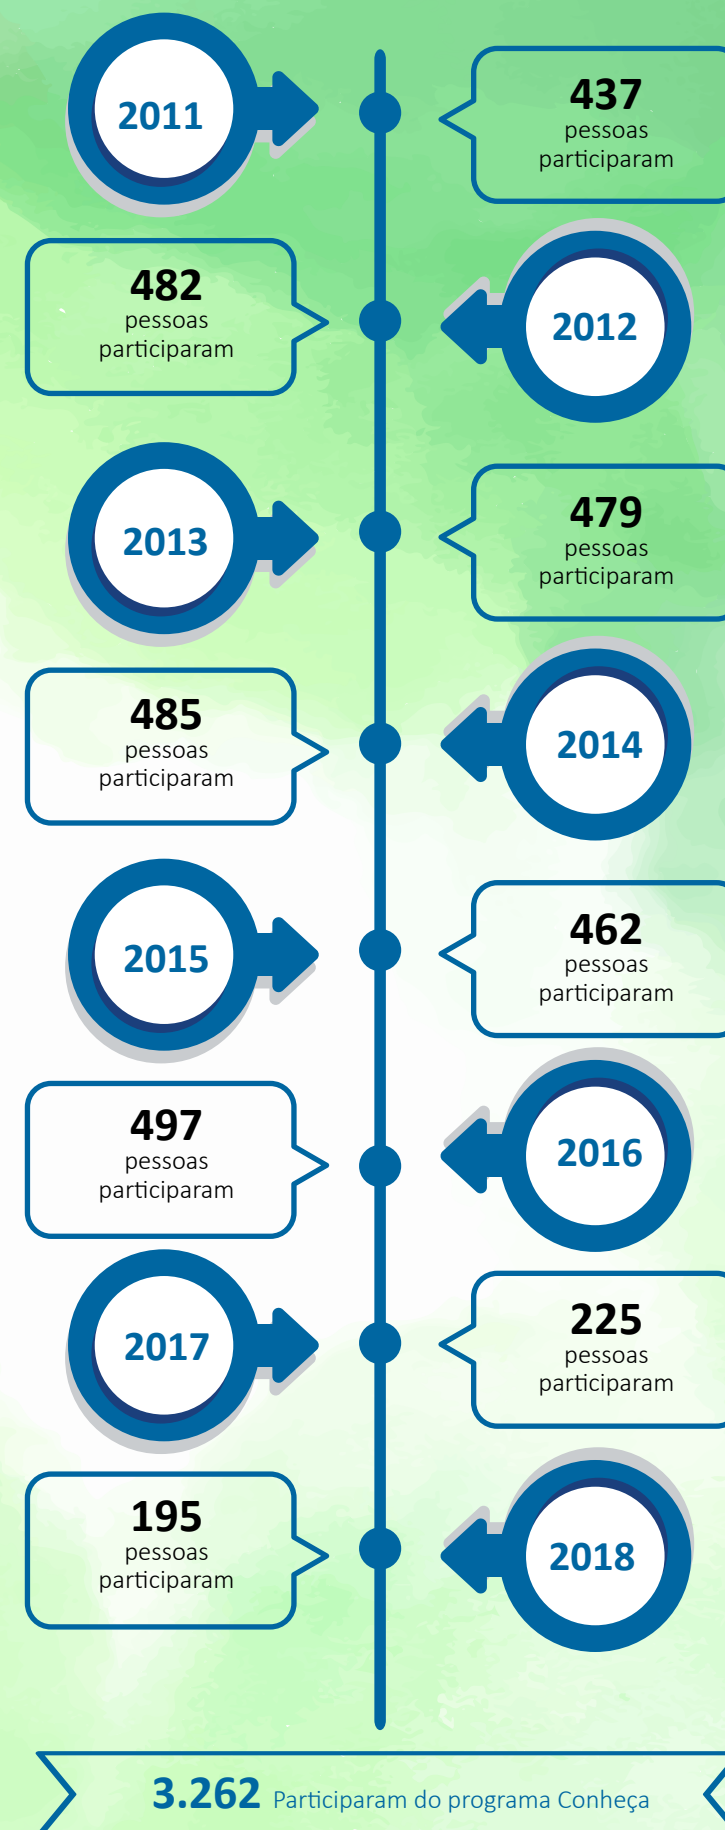 2011
437
pessoas
participaram
482
pessoas
participaram
2012
2013
479
pessoas
participaram
485
pessoas
participaram
2014
2015
462
pessoas
participaram
497
pessoas
participaram
2016
2017
225
pessoas
participaram
195
pessoas
participaram
2018
3.262 Participaram do programa Conheça